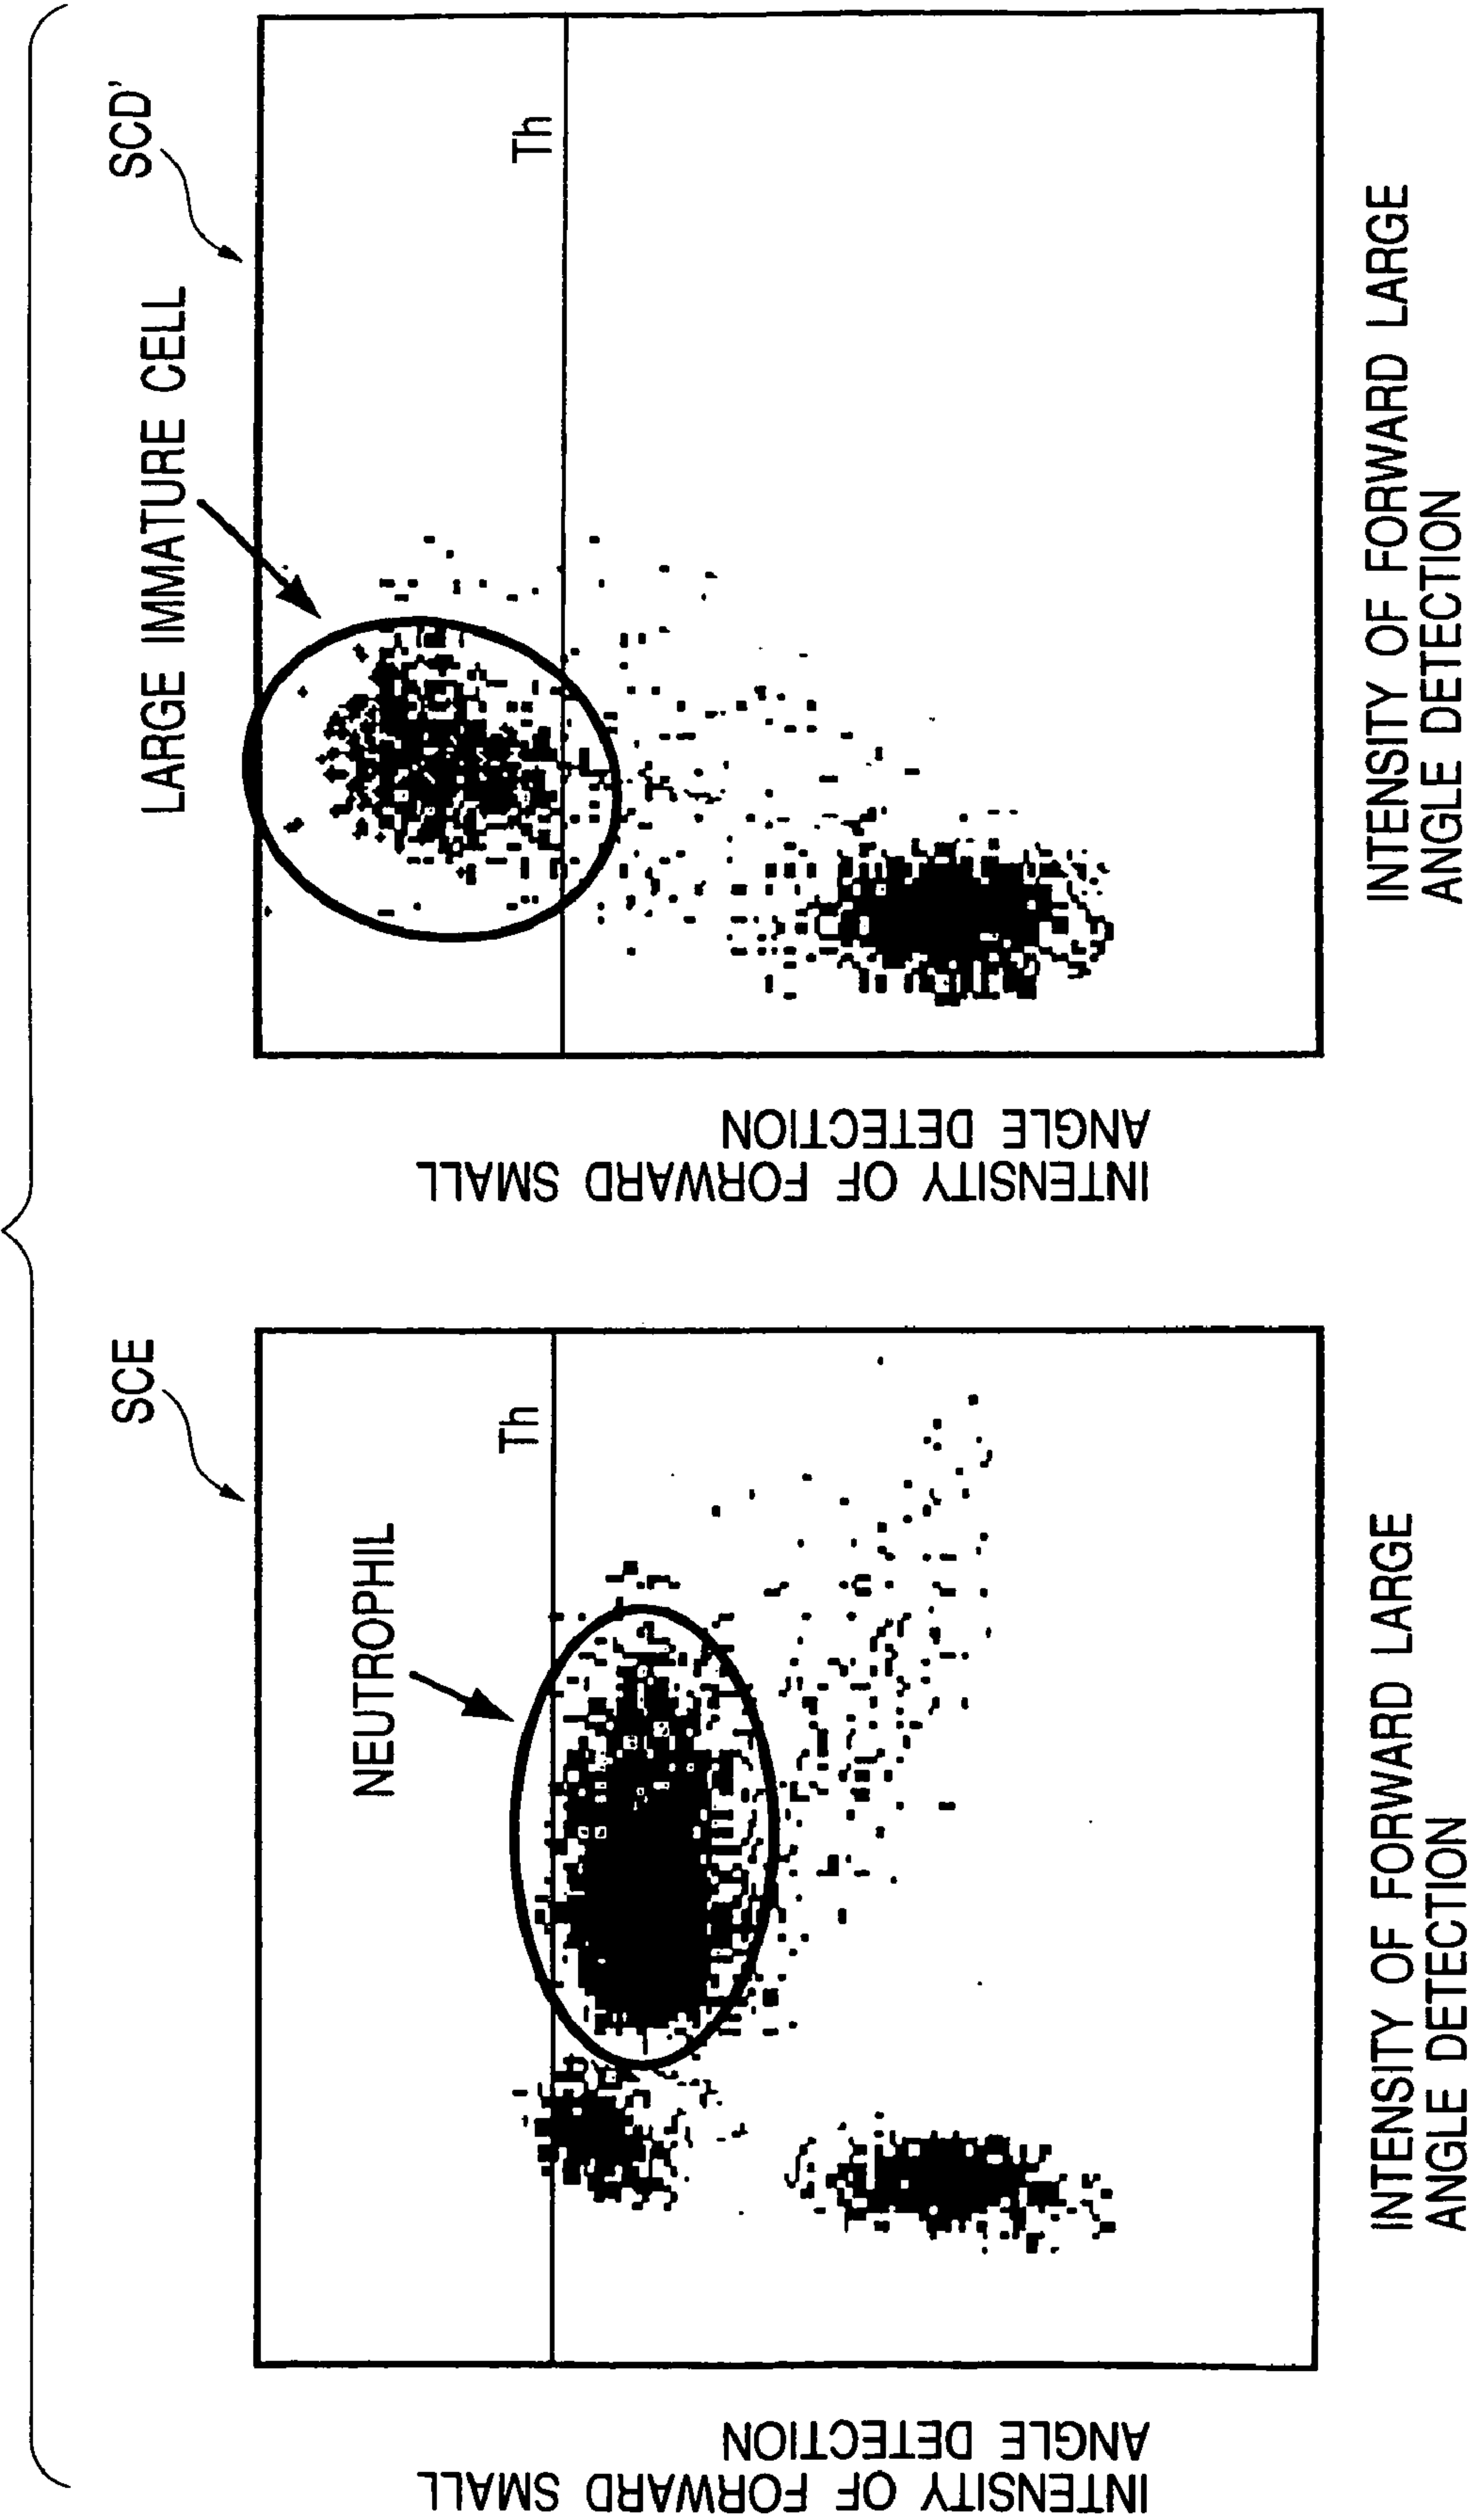 SCE
NEUTROPHIL
Th
INTENSITY OF FORWARD SMALL
ANGLE DETECTION
INTENSITY OF FORWARD LARGE
ANGLE DETECTION
SCD'
LARGE IMMATURE CELL
Th
INTENSITY OF FORWARD SMALL
ANGLE DETECTION
INTENSITY OF FORWARD LARGE
ANGLE DETECTION